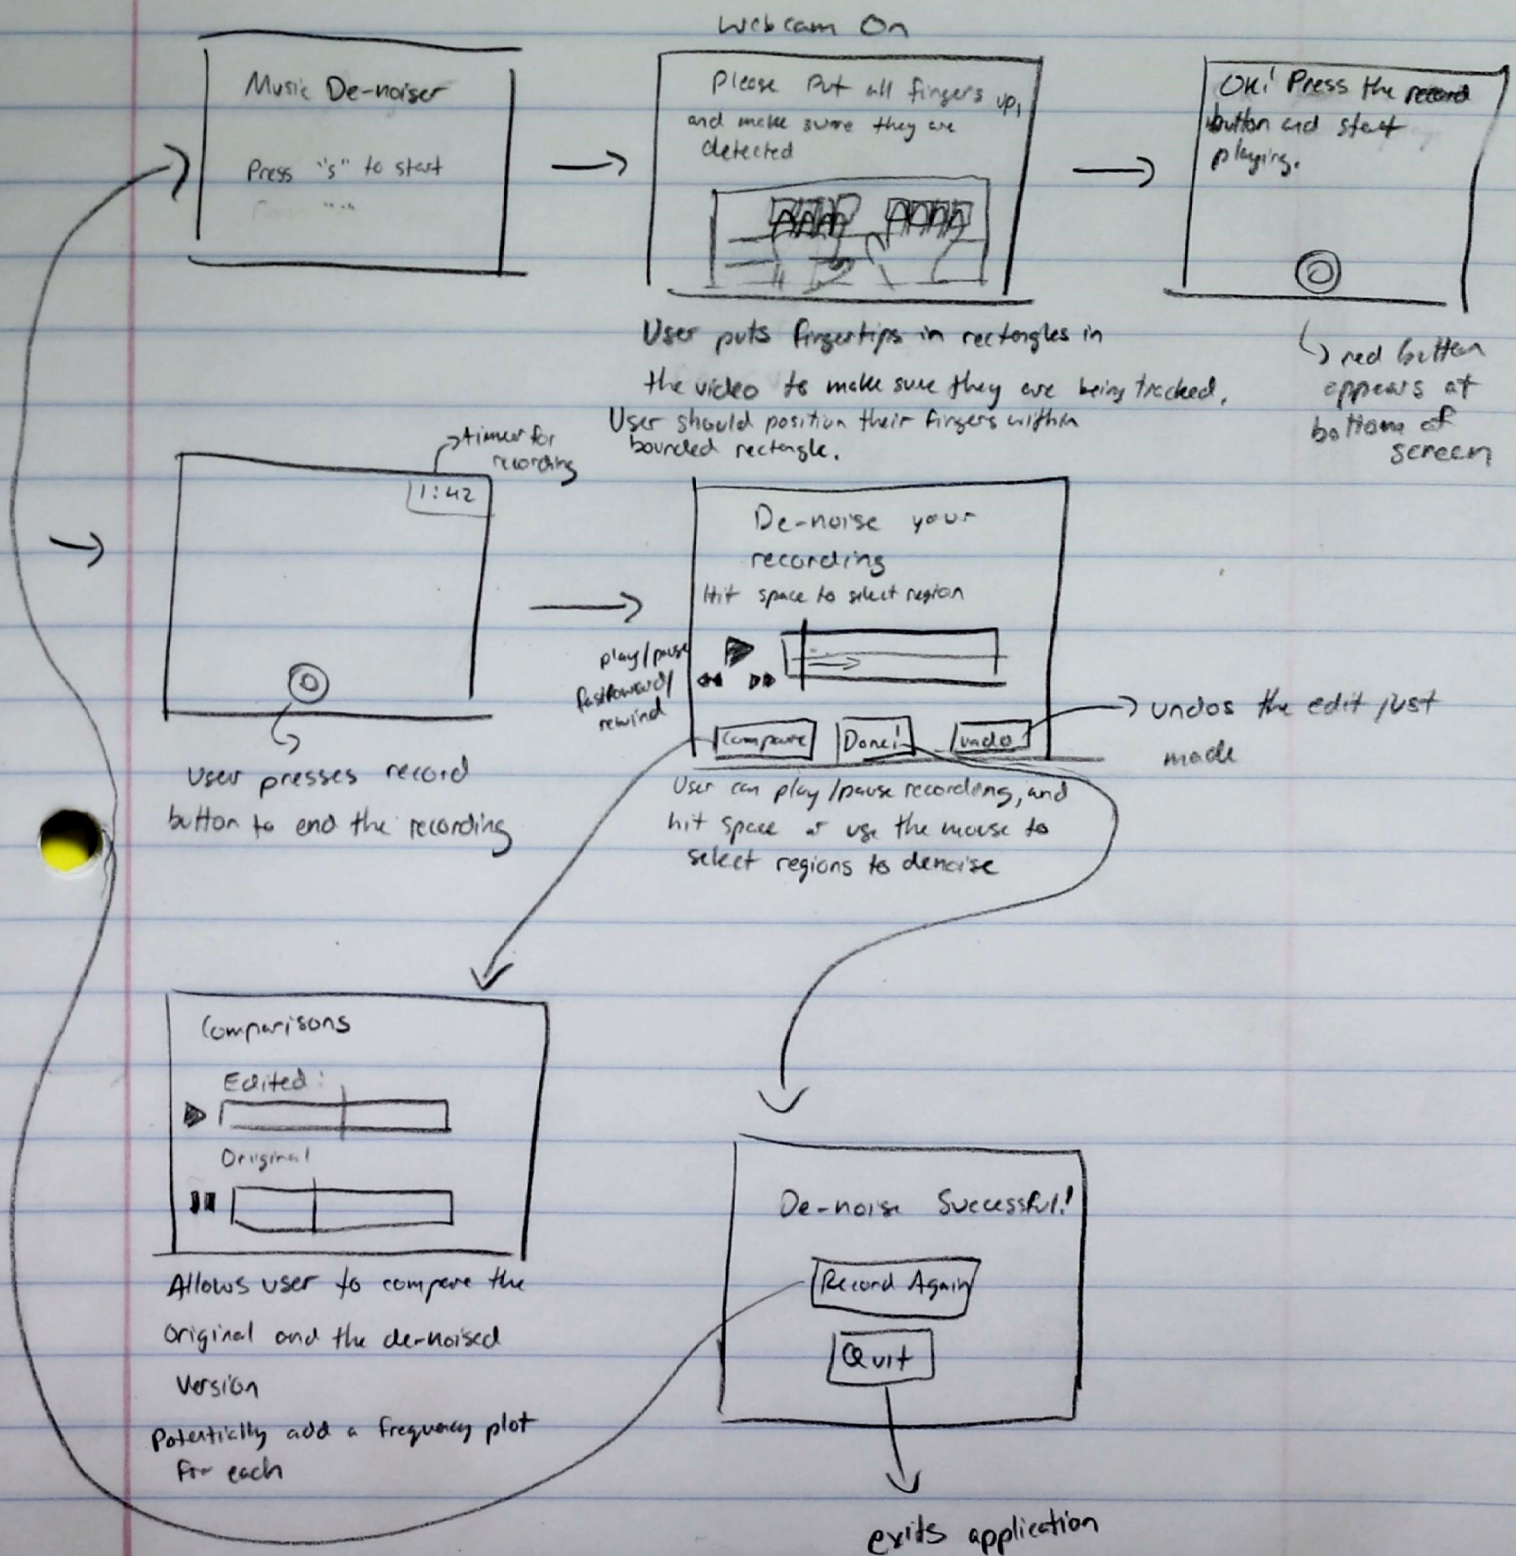 Webcam On
Music De-noiser
Press "s" to start
Please Put all fingers up,
and make sure they are
detected
OK! Press the record
button and start
playing.
User puts fingertips in rectangles in
the video to make sure they are being tracked.
User should position their fingers within
bounded rectangle.
red button
appears at
bottom of
screen
timer for
recording
1:42
User presses record
button to end the recording
De-noise your
recording
Hit space to select region
play/pause
fastforward/
rewind
Compare
Done!
undo
undos the edit just
made
User can play/pause recording, and
hit space or use the mouse to
select regions to denoise
Comparisons
Edited:
Original
Allows user to compare the
original and the de-noised
version
Potentially add a frequency plot
for each
De-noise Successful!
Record Again
Quit
exits application